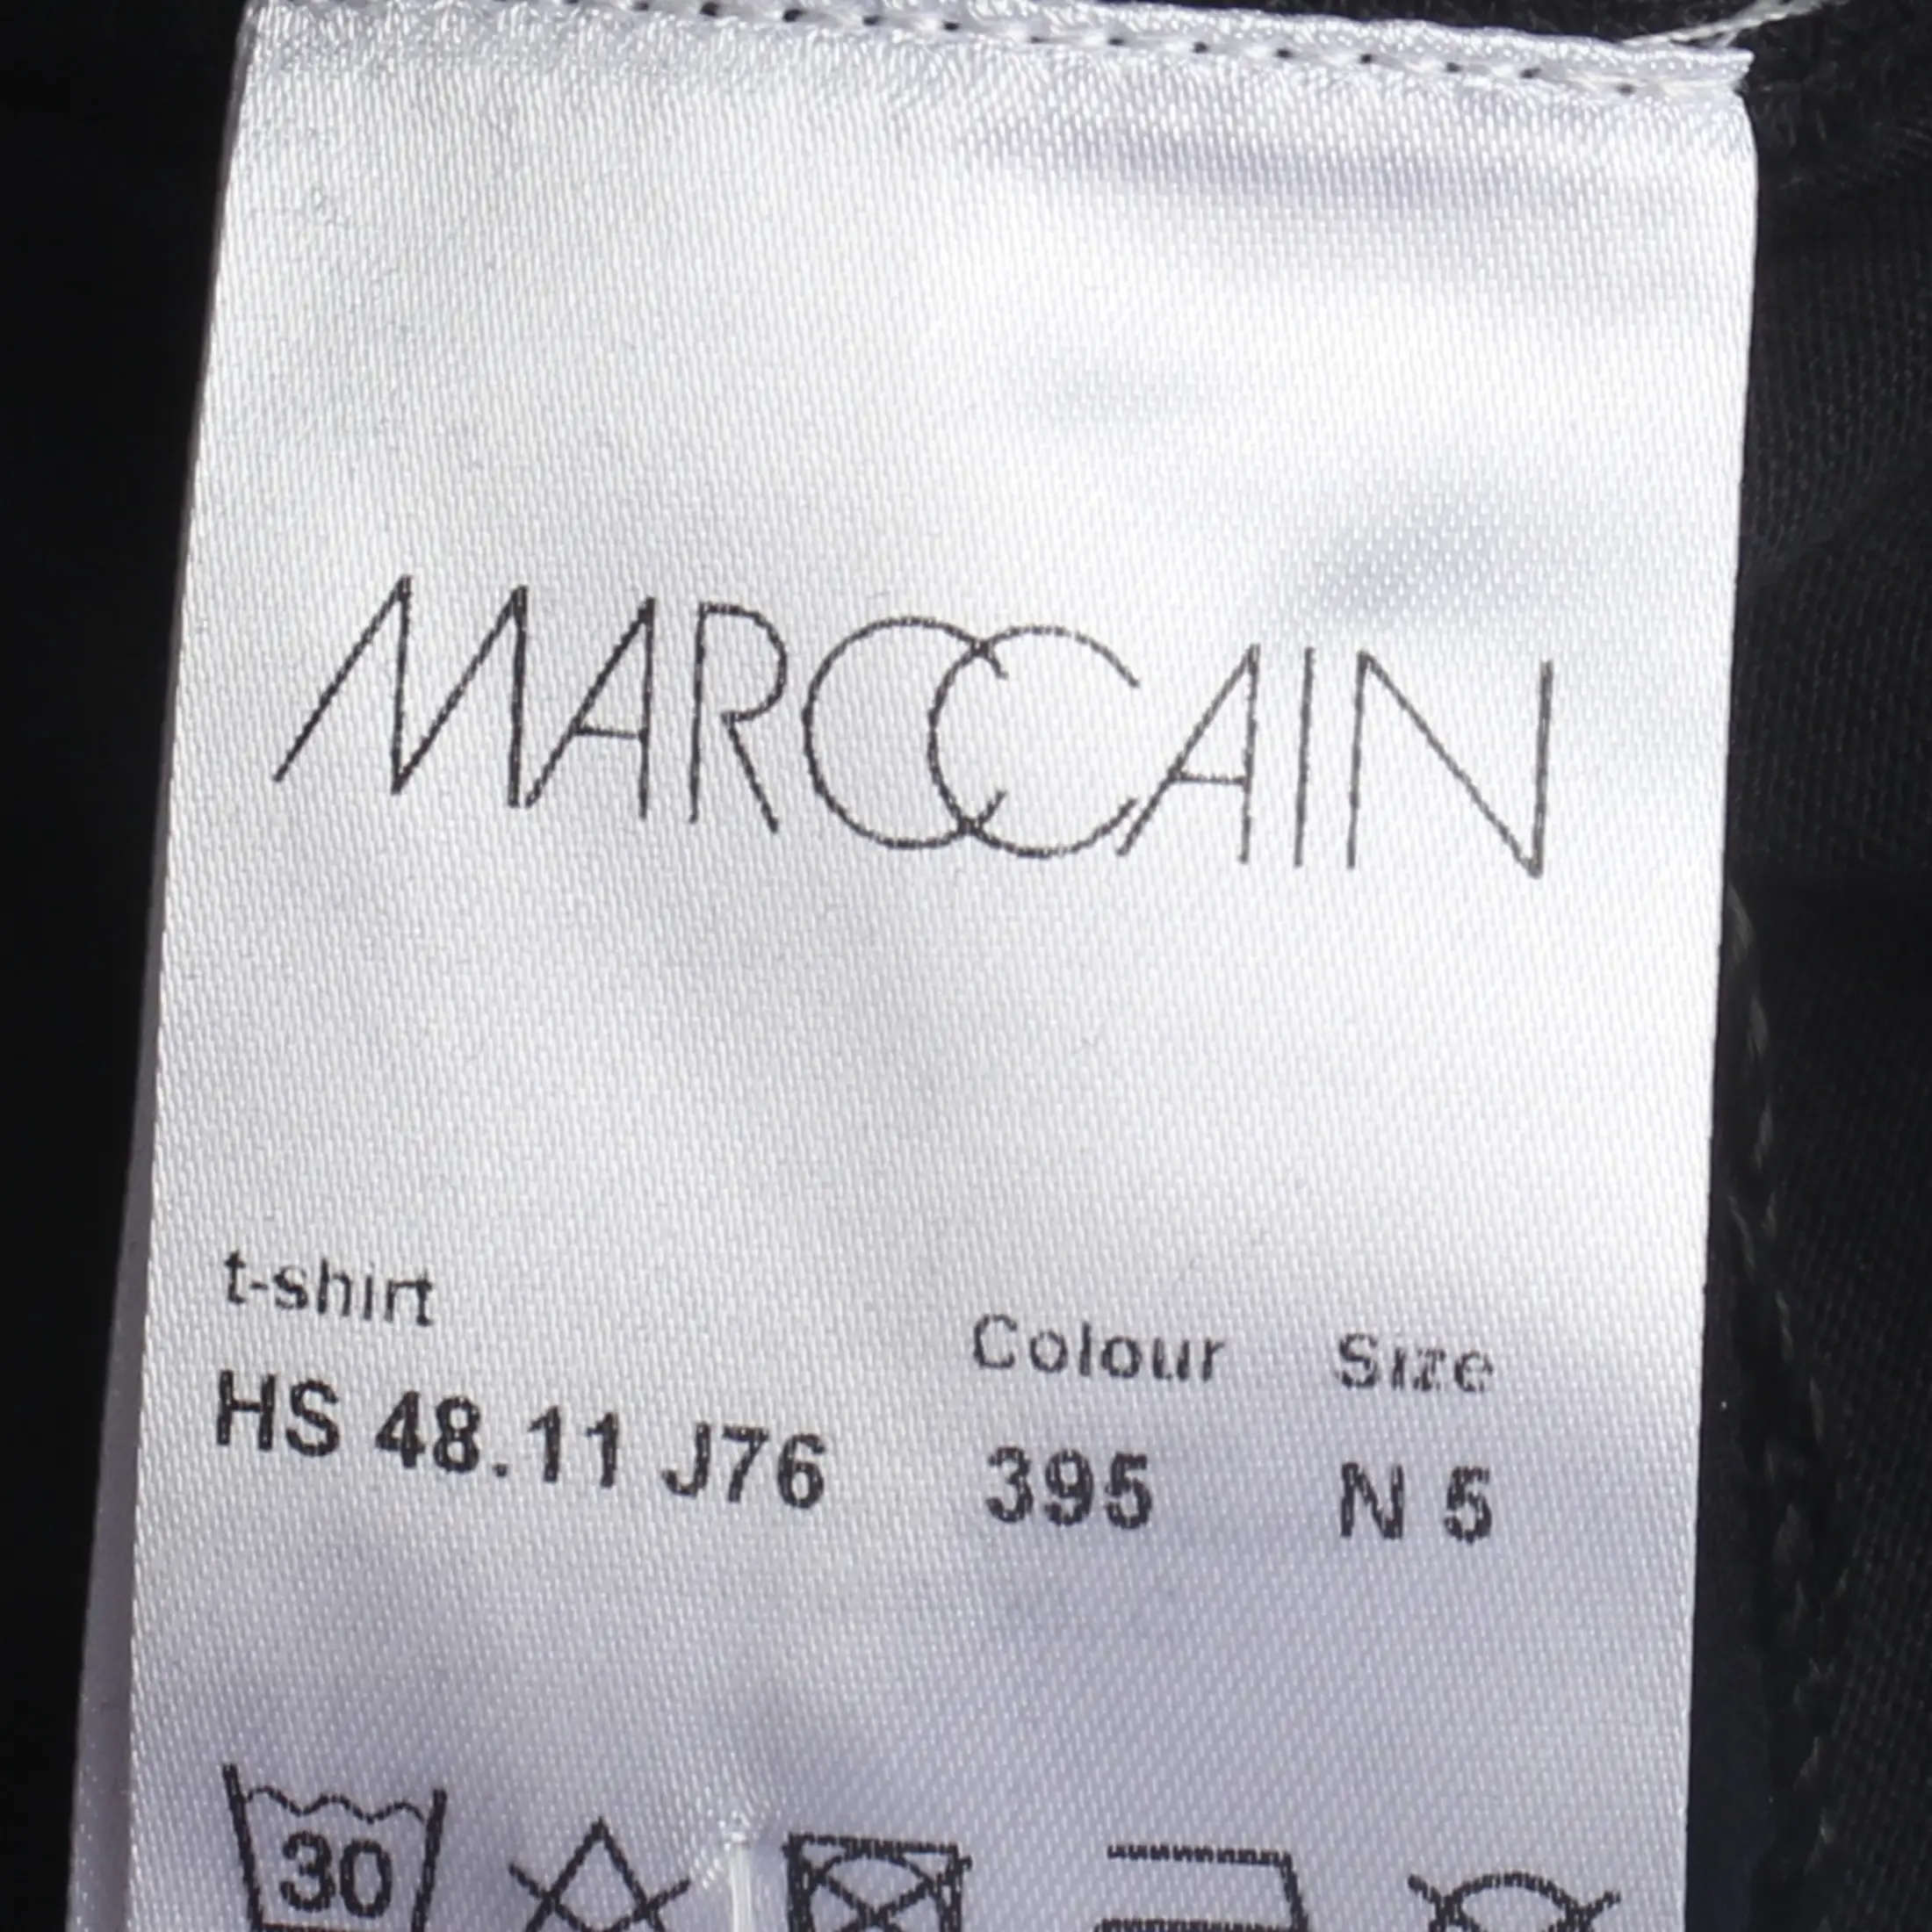 MARCCAIN
t-shirt Colour Size
HS 48.11 J76 395 N 5
30